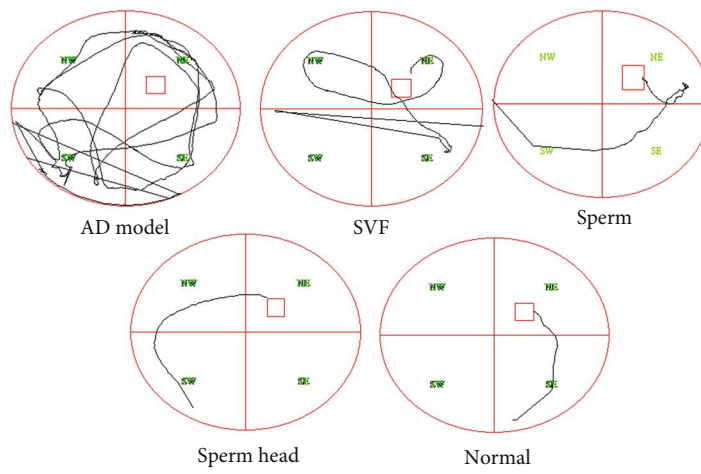 NW NE
SW SE
AD model
NW NE
SW SE
SVF
NW NE
SW SE
Sperm
NW NE
SW SE
Sperm head
NW NE
SW SE
Normal